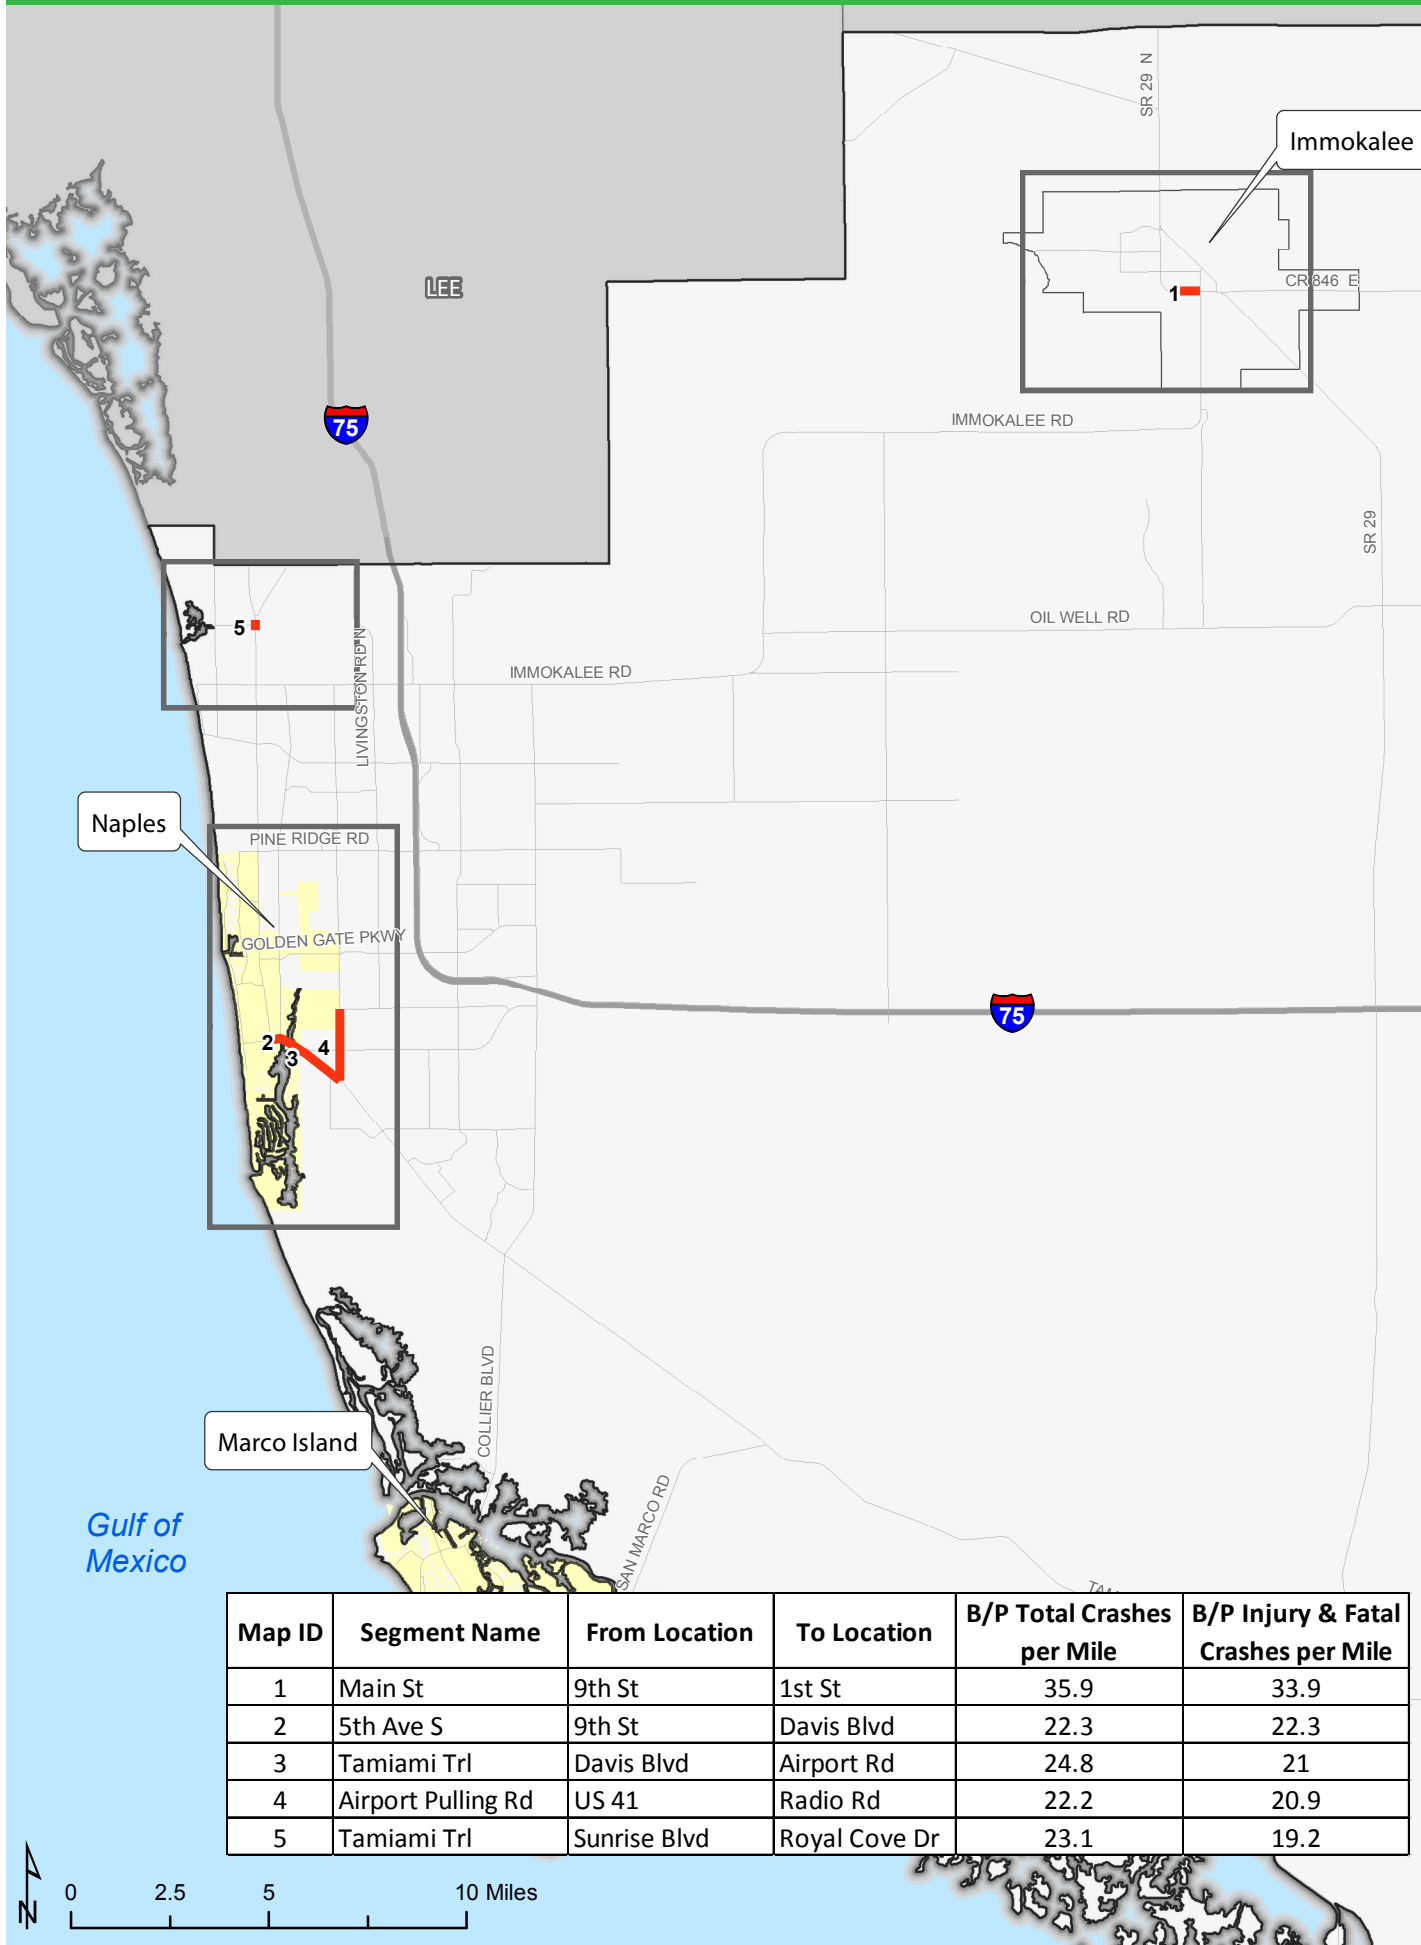 SR 29 N
Immokalee
LEE
CR 846 E
1
75
IMMOKALEE RD
SR 29
5
LIVINGSTON RD N
OIL WELL RD
IMMOKALEE RD
Naples
PINE RIDGE RD
GOLDEN GATE PKWY
75
2
3
4
COLLIER BLVD
Marco Island
SAN MARCO RD
Gulf of
Mexico
Map ID Segment Name From Location To Location B/P Total Crashes per Mile B/P Injury & Fatal Crashes per Mile
1 Main St 9th St 1st St 35.9 33.9
2 5th Ave S 9th St Davis Blvd 22.3 22.3
3 Tamiami Trl Davis Blvd Airport Rd 24.8 21
4 Airport Pulling Rd US 41 Radio Rd 22.2 20.9
5 Tamiami Trl Sunrise Blvd Royal Cove Dr 23.1 19.2
N
0 2.5 5 10 Miles